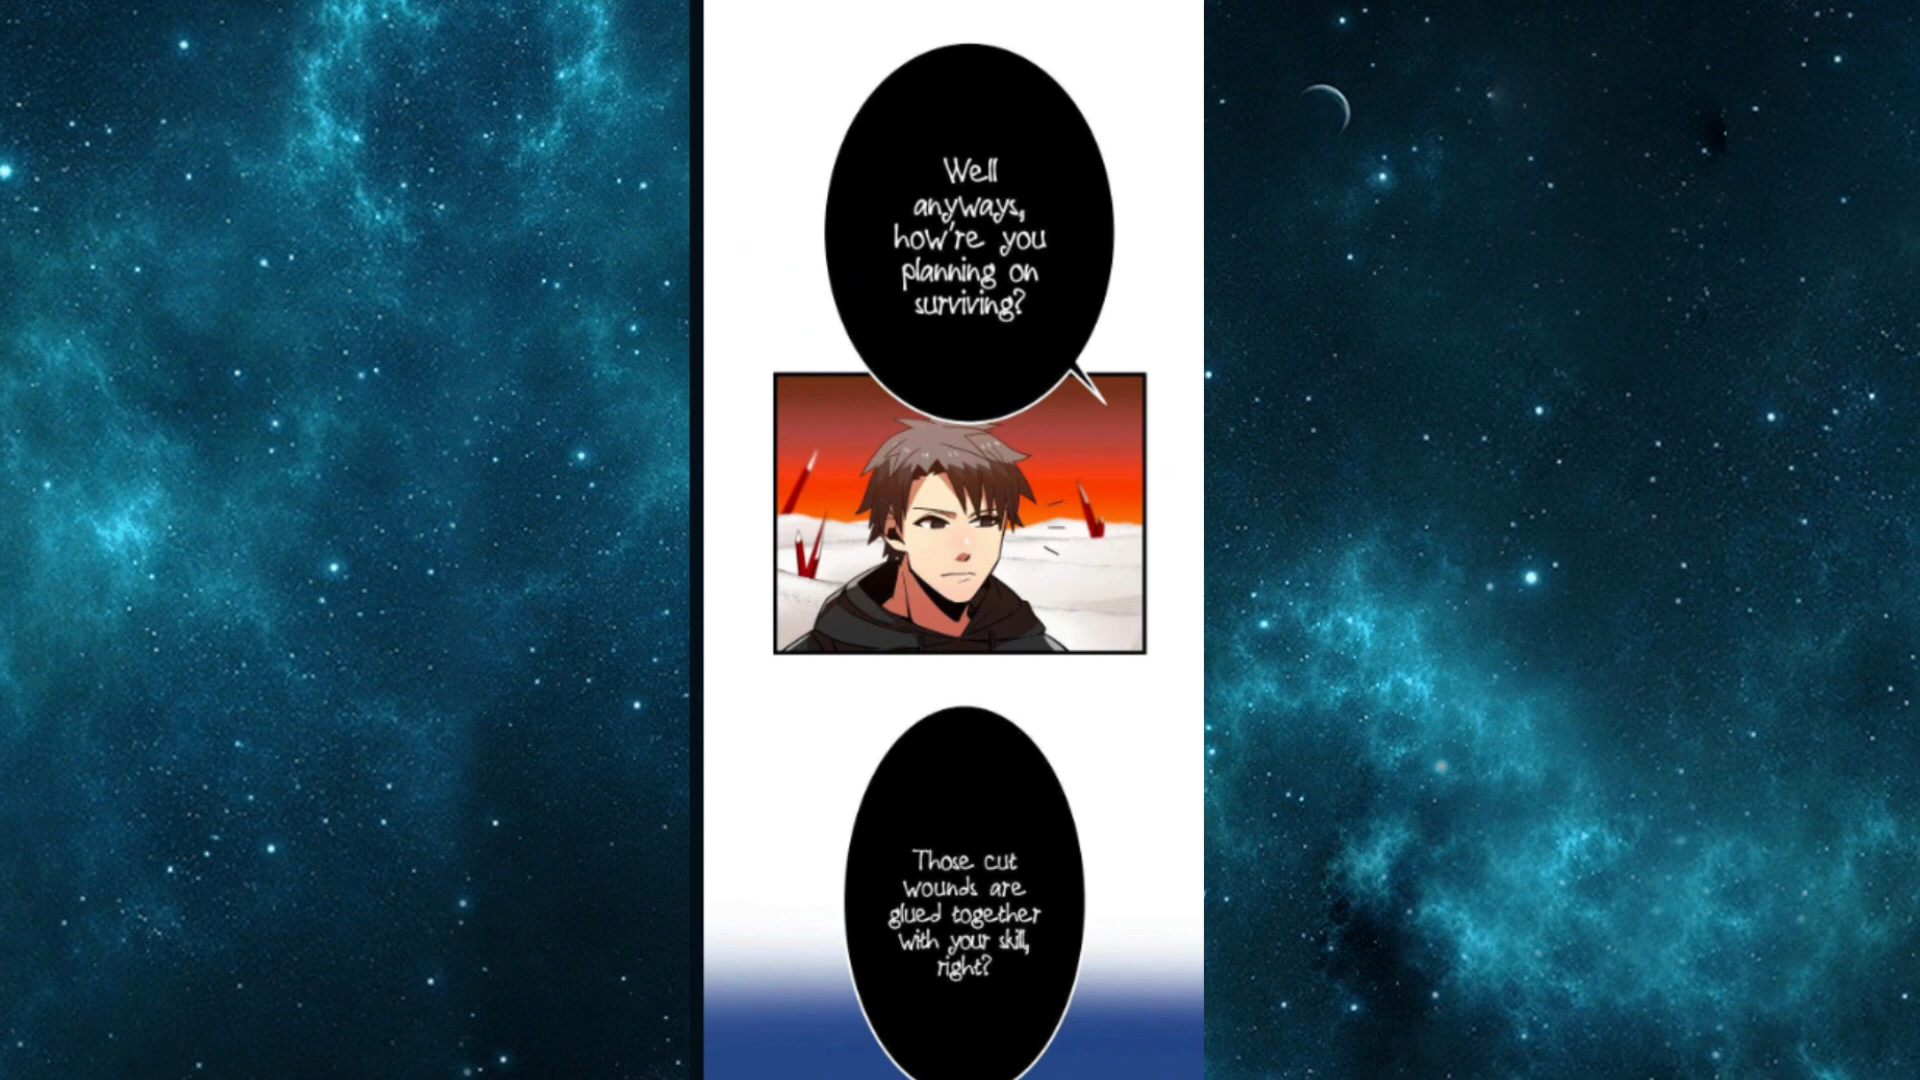 Well
anyways,
how're you
planning on
surviving?
Those cut
wounds are
glued together
with your skill,
right?